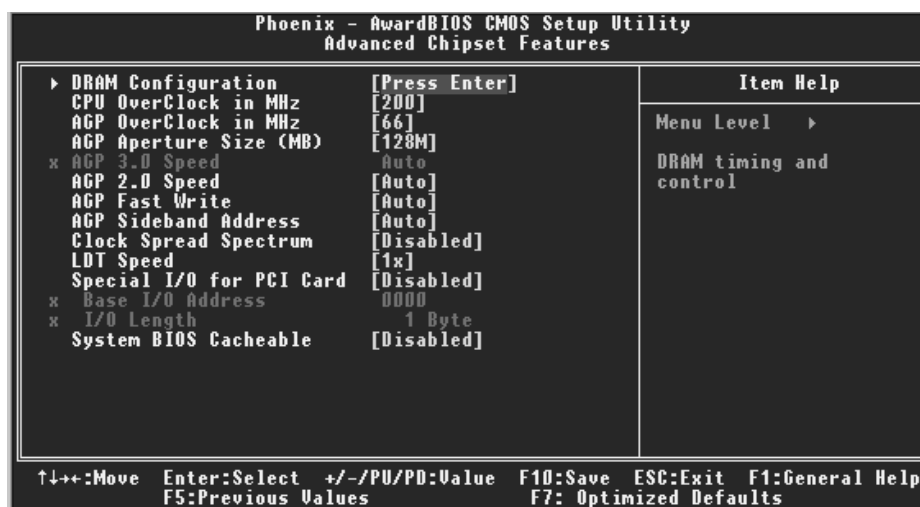 Phoenix - AwardBIOS CMOS Setup Utility
Advanced Chipset Features
▸ DRAM Configuration [Press Enter]
CPU OverClock in MHz [200]
AGP OverClock in MHz [66]
AGP Aperture Size (MB) [128M]
x AGP 3.0 Speed Auto
AGP 2.0 Speed [Auto]
AGP Fast Write [Auto]
AGP Sideband Address [Auto]
Clock Spread Spectrum [Disabled]
LDT Speed [1x]
Special I/O for PCI Card [Disabled]
x Base I/O Address 0000
x I/O Length 1 Byte
System BIOS Cacheable [Disabled]
Item Help
Menu Level ▸
DRAM timing and
control
↑↓→←:Move Enter:Select +/-/PU/PD:Value F10:Save ESC:Exit F1:General Help
F5:Previous Values F7: Optimized Defaults